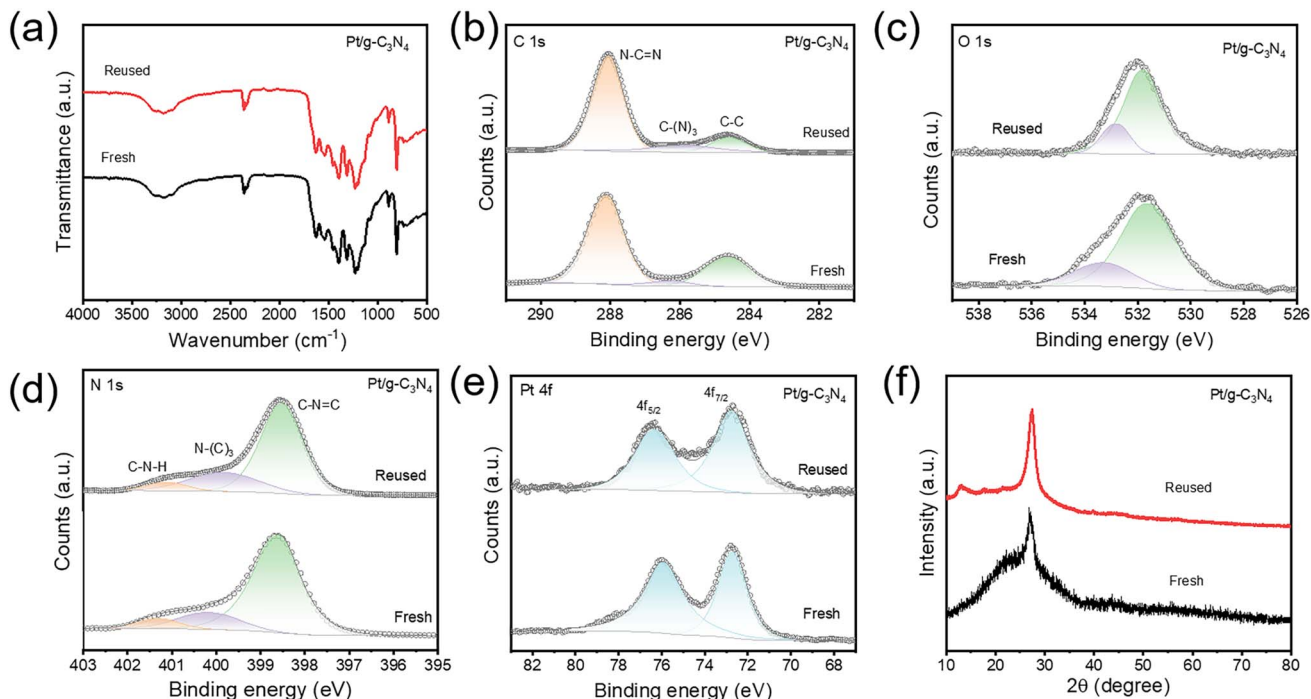 (a)
Pt/g-C₃N₄
Reused
Fresh
Transmittance (a.u.)
4000 3500 3000 2500 2000 1500 1000 500
Wavenumber (cm⁻¹)
(b)
C 1s
Pt/g-C₃N₄
N-C=N
C-(N)₃
C-C
Reused
Fresh
Counts (a.u.)
290 288 286 284 282
Binding energy (eV)
(c)
O 1s
Pt/g-C₃N₄
Reused
Fresh
Counts (a.u.)
538 536 534 532 530 528 526
Binding energy (eV)
(d)
N 1s
Pt/g-C₃N₄
C-N=C
N-(C)₃
C-N-H
Reused
Fresh
Counts (a.u.)
403 402 401 400 399 398 397 396 395
Binding energy (eV)
(e)
Pt 4f
Pt/g-C₃N₄
4f₅/₂
4f₇/₂
Reused
Fresh
Counts (a.u.)
82 80 78 76 74 72 70 68
Binding energy (eV)
(f)
Pt/g-C₃N₄
Reused
Fresh
Intensity (a.u.)
10 20 30 40 50 60 70 80
2θ (degree)